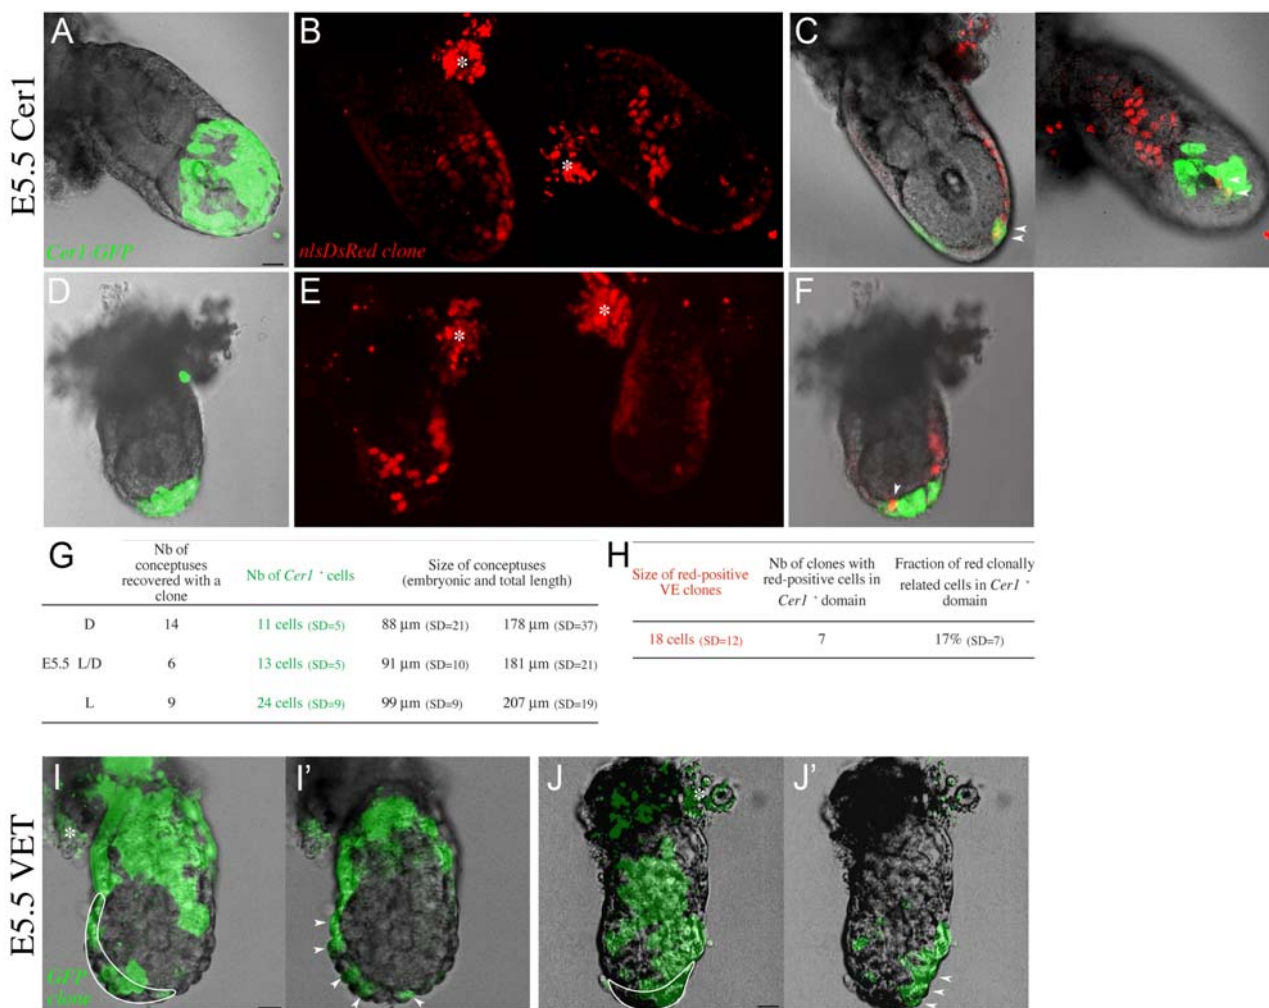 E5.5 Cer1
A
B
C
Cer1 GFP
nlsDsRed clone
*
*
D
E
F
*
*
G
Nb of
conceptuses
recovered with a
clone
Nb of Cer1 + cells
Size of conceptuses
(embryonic and total length)
D 14 11 cells (SD=5) 88 µm (SD=21) 178 µm (SD=37)
E5.5 L/D 6 13 cells (SD=5) 91 µm (SD=10) 181 µm (SD=21)
L 9 24 cells (SD=9) 99 µm (SD=9) 207 µm (SD=19)
H
Size of red-positive
VE clones
Nb of clones with
red-positive cells in
Cer1 + domain
Fraction of red clonally
related cells in Cer1 +
domain
18 cells (SD=12) 7 17% (SD=7)
E5.5 VET
I
I'
J
J'
*
*
GFP
clone